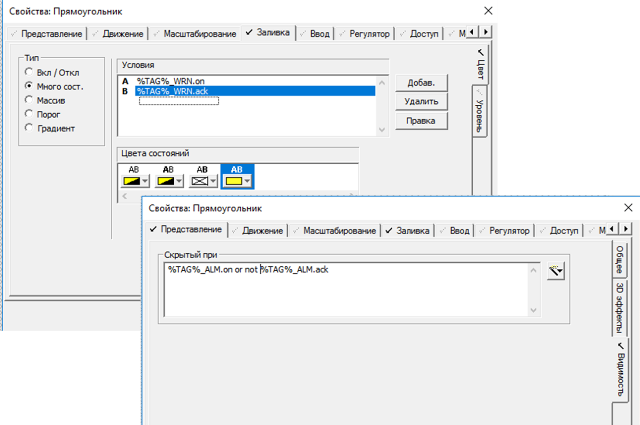 Свойства: Прямоугольник
Представление Движение Масштабирование Заливка Ввод Регулятор Доступ М
Тип
Вкл / Откл
Много сост.
Массив
Порог
Градиент
Условия
A %TAG%_WRN.on
B %TAG%_WRN.ack
Добав.
Удалить
Правка
Цвет
Уровень
Цвета состояний
AB AB AB AB
Свойства: Прямоугольник
Представление Движение Масштабирование Заливка Ввод Регулятор Доступ М
Скрытый при
%TAG%_ALM.on or not %TAG%_ALM.ack
Общее
3D эффекты
Видимость